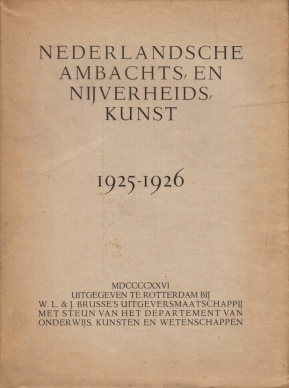 NEDERLANDSCHE
AMBACHTS, EN
NIJVERHEIDS,
KUNST
1925-1926
MDCCCCXXVI
UITGEGEVEN TE ROTTERDAM BIJ
W. L. & J. BRUSSE'S UITGEVERSMAATSCHAPPIJ
MET STEUN VAN HET DEPARTEMENT VAN
ONDERWIJS, KUNSTEN EN WETENSCHAPPEN